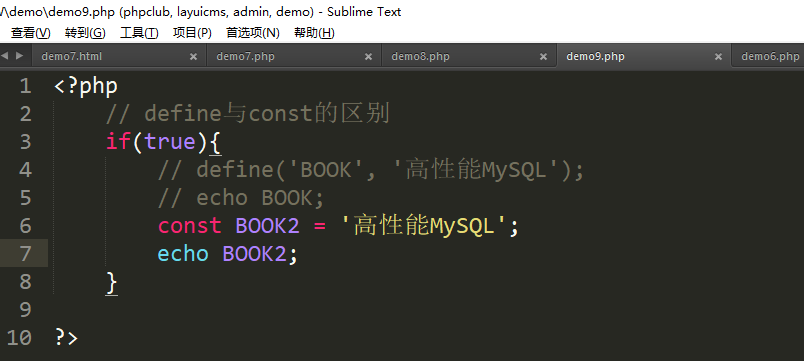 V\demo\demo9.php (phpclub, layuicms, admin, demo) - Sublime Text
查看(V) 转到(G) 工具(T) 项目(P) 首选项(N) 帮助(H)
demo7.html × demo7.php × demo8.php × demo9.php × demo6.php
1 <?php
2 // define与const的区别
3 if(true){
4 // define('BOOK', '高性能MySQL');
5 // echo BOOK;
6 const BOOK2 = '高性能MySQL';
7 echo BOOK2;
8 }
9
10 ?>